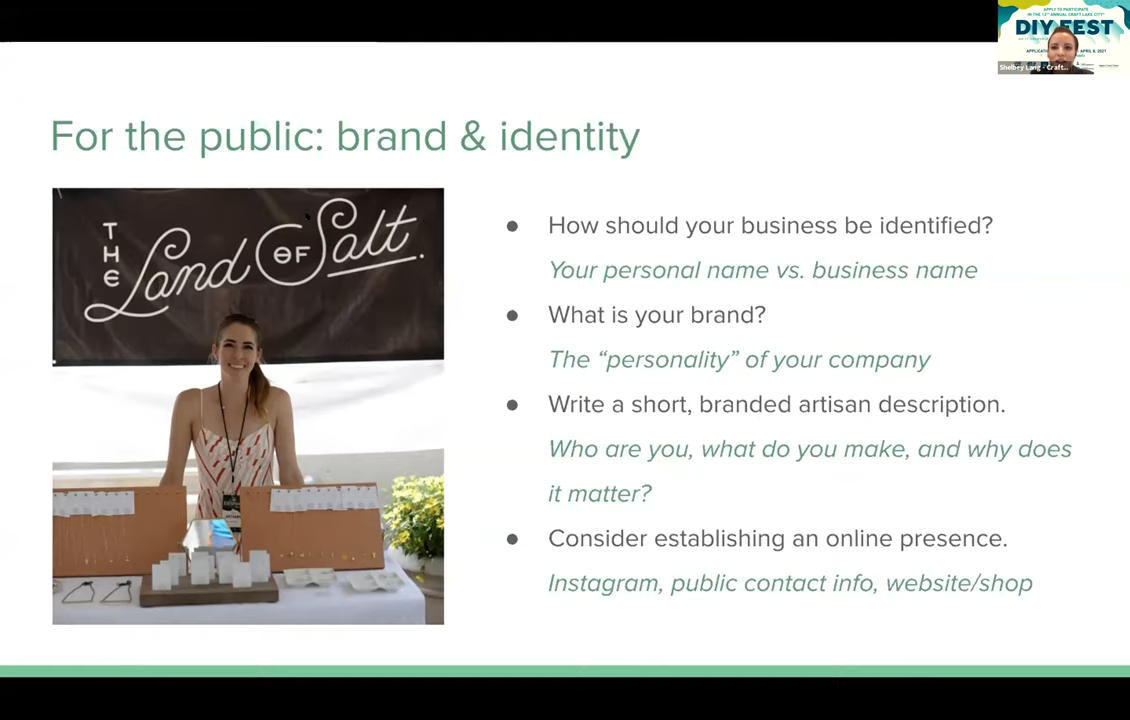 APPLY TO PARTICIPATE
IN THE 13TH ANNUAL CRAFT LAKE CITY
DIY FEST
APRIL 8, 2021
Shelbey Lang - Craft...
For the public: brand & identity
THE Land OF Salt.
● How should your business be identified?
Your personal name vs. business name
● What is your brand?
The “personality” of your company
● Write a short, branded artisan description.
Who are you, what do you make, and why does
it matter?
● Consider establishing an online presence.
Instagram, public contact info, website/shop